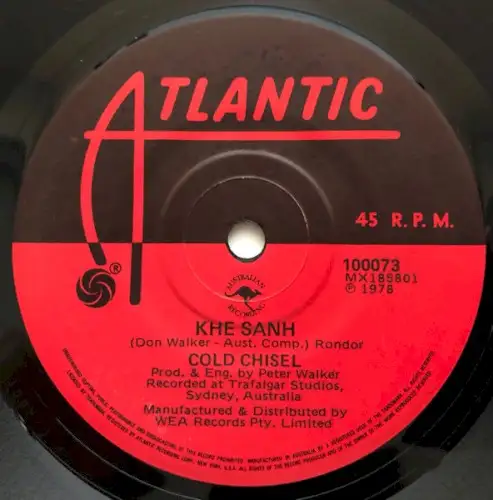 ATLANTIC
45 R. P. M.
®
100073
MX185801
℗ 1978
AUSTRALIAN
RECORDING
KHE SANH
(Don Walker - Aust. Comp.) Rondor
COLD CHISEL
Prod. & Eng. by Peter Walker
Recorded at Trafalgar Studios,
Sydney, Australia
Manufactured & Distributed by
WEA Records Pty. Limited